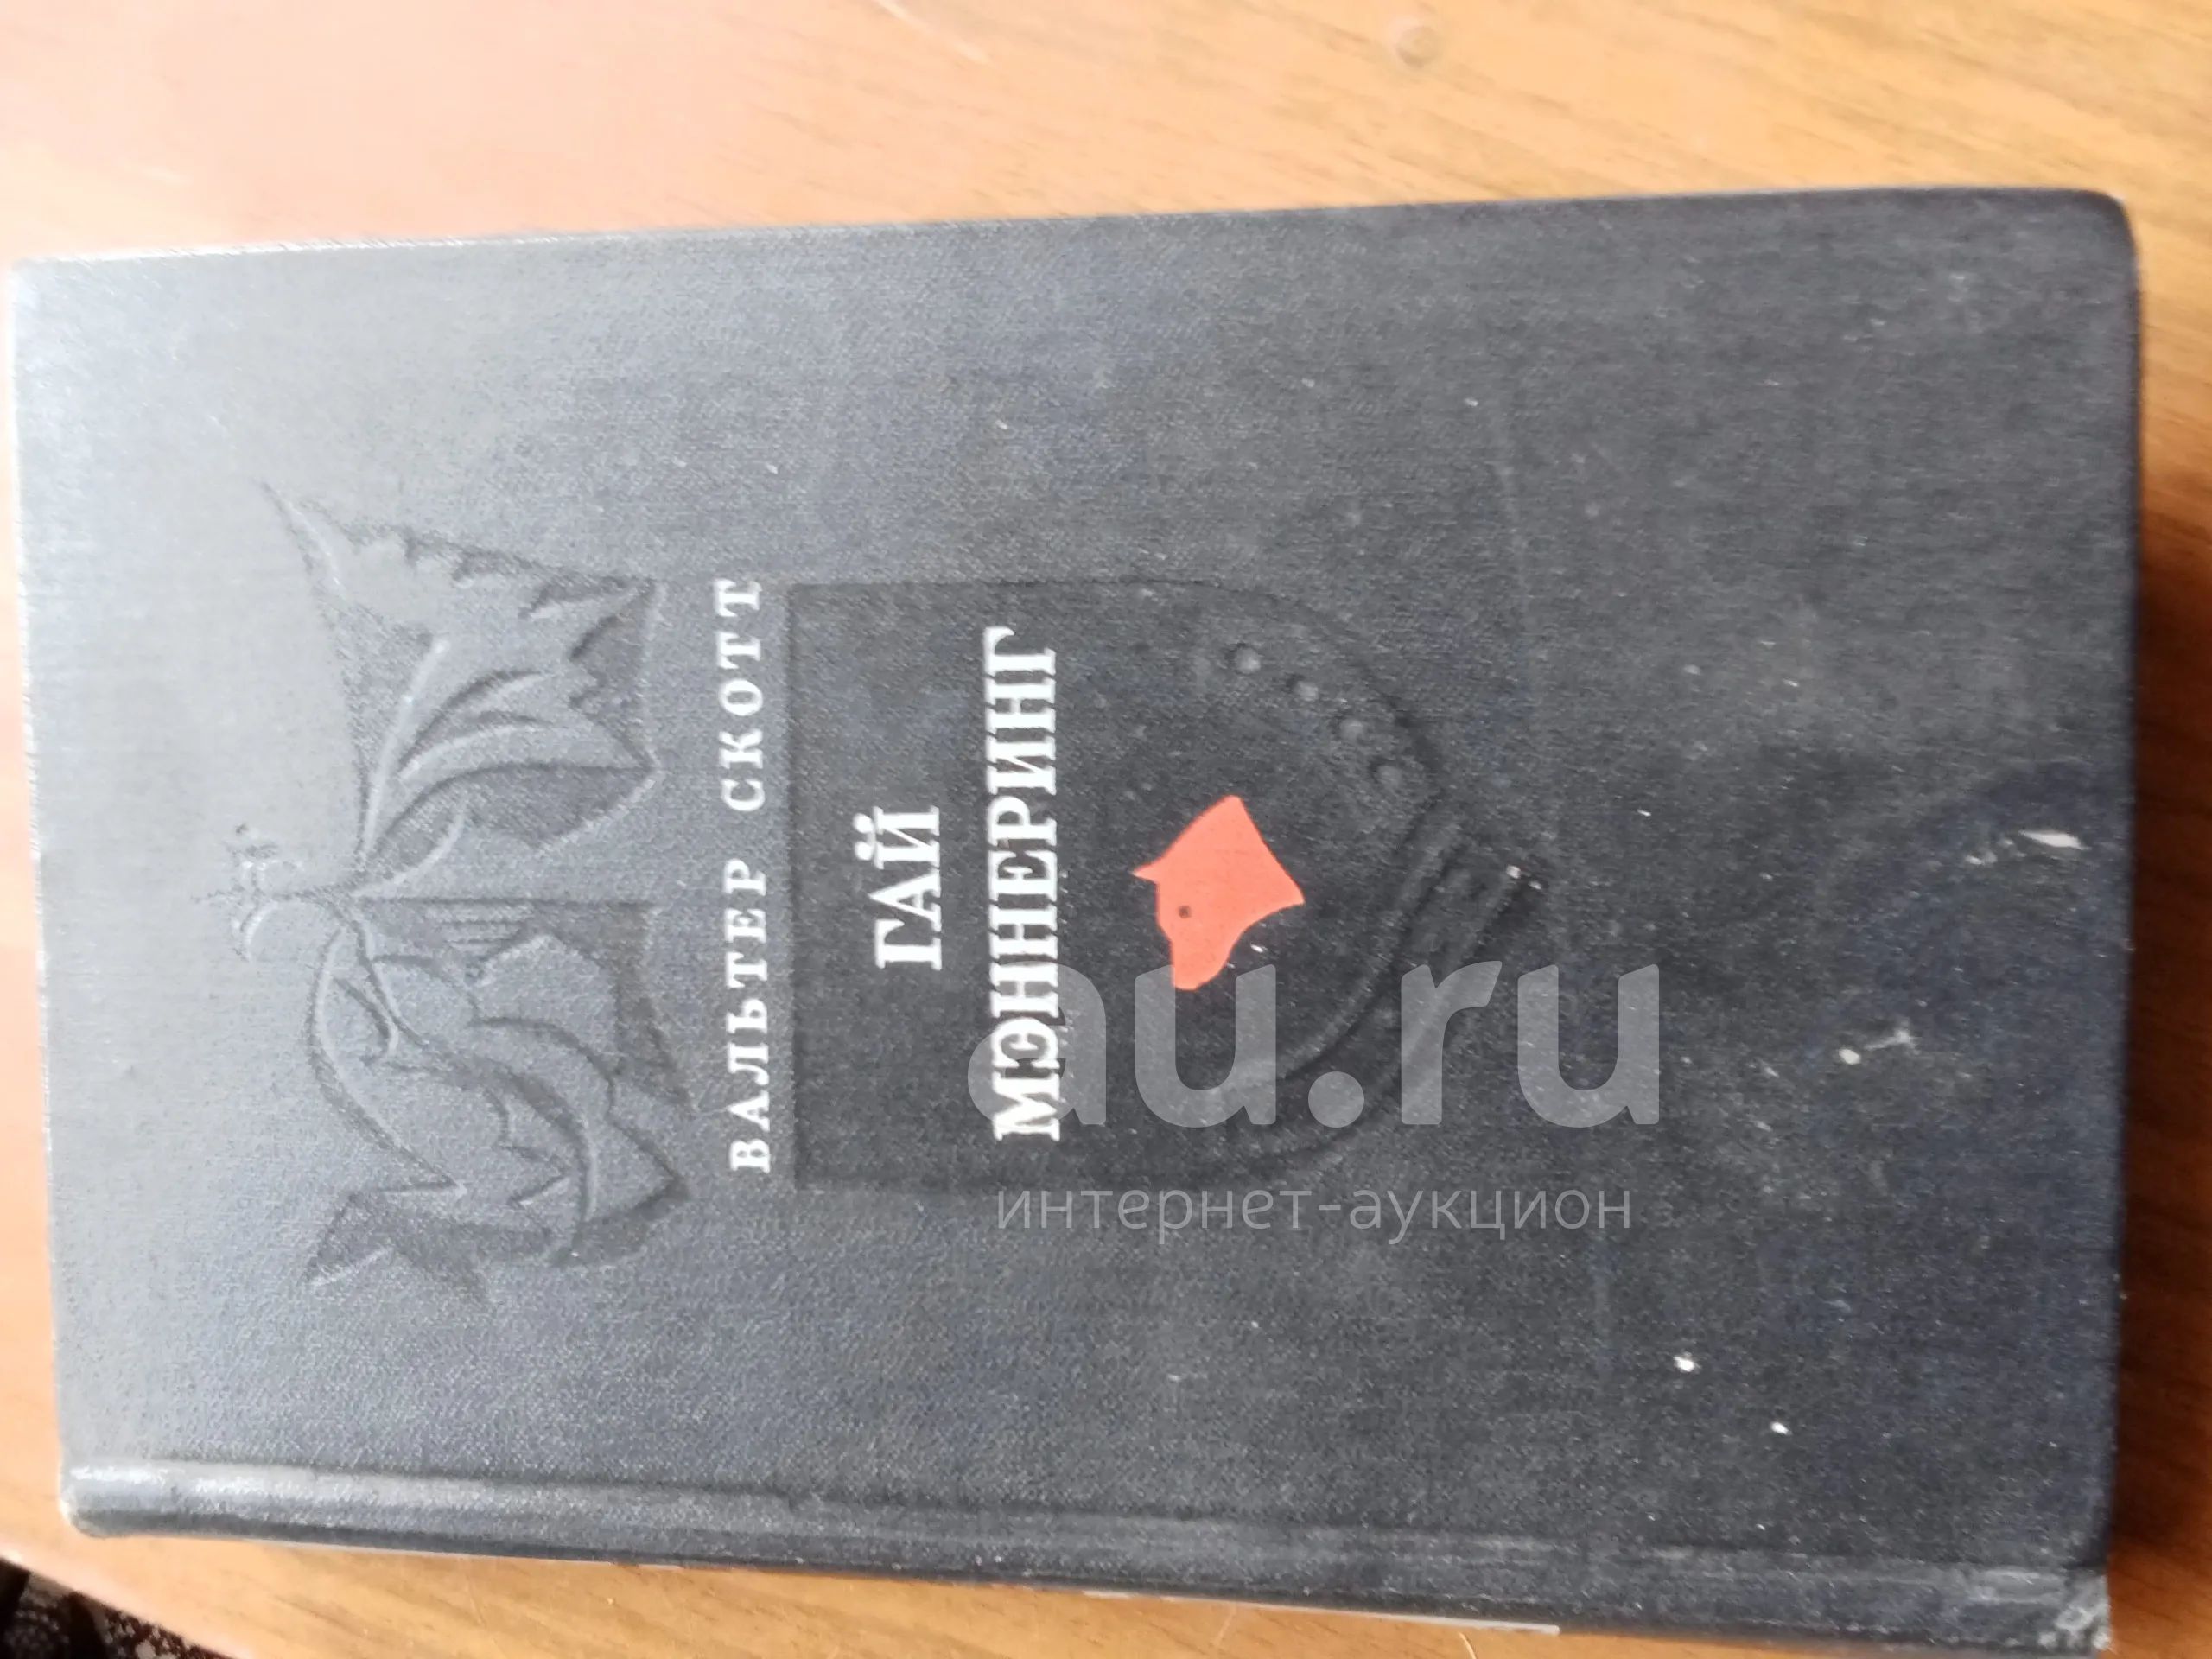 ВАЛЬТЕР СКОТТ
ГАЙ
МЭННЕРИНГ
au.ru
интернет-аукцион